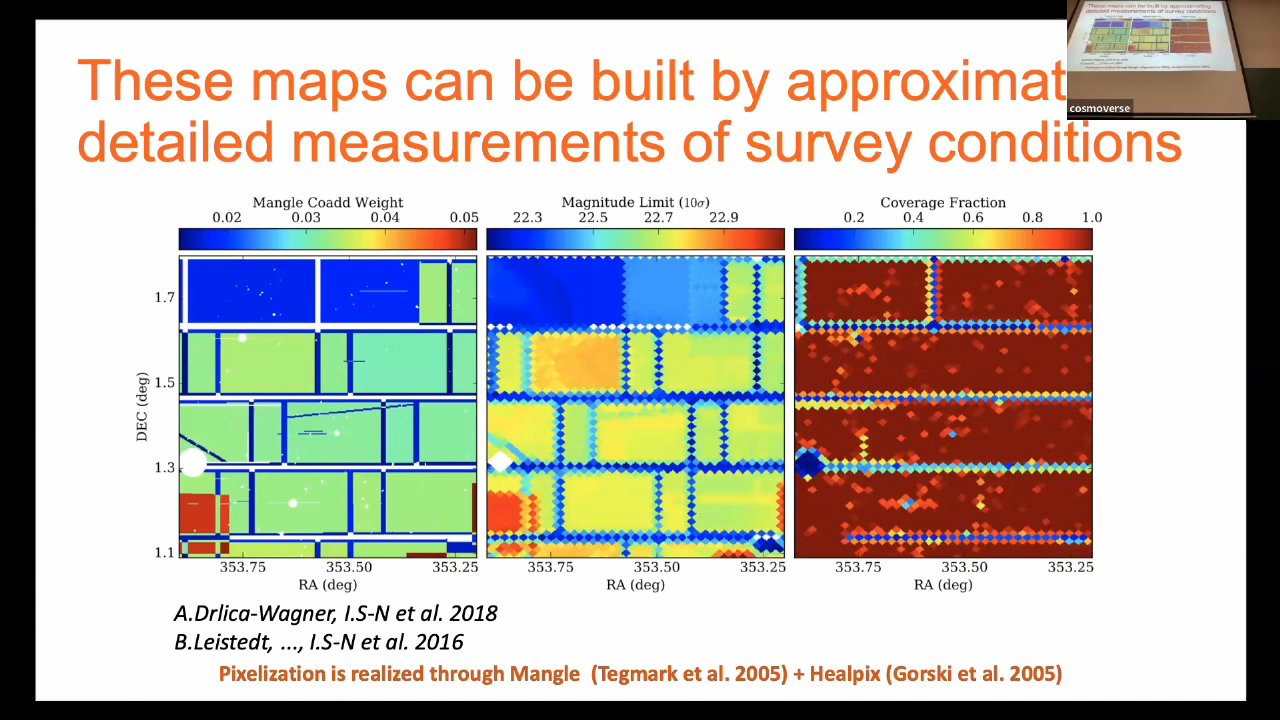 These maps can be built by approximat
detailed measurements of survey conditions
cosmoverse
Mangle Coadd Weight
0.02 0.03 0.04 0.05
Magnitude Limit (10σ)
22.3 22.5 22.7 22.9
Coverage Fraction
0.2 0.4 0.6 0.8 1.0
DEC (deg)
1.7
1.5
1.3
1.1
353.75 353.50 353.25
RA (deg)
353.75 353.50 353.25
RA (deg)
353.75 353.50 353.25
RA (deg)
A.Drlica-Wagner, I.S-N et al. 2018
B.Leistedt, ..., I.S-N et al. 2016
Pixelization is realized through Mangle (Tegmark et al. 2005) + Healpix (Gorski et al. 2005)